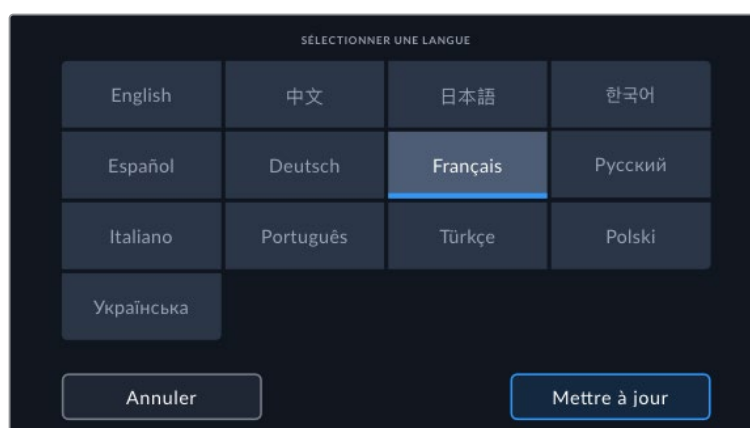 SÉLECTIONNER UNE LANGUE
English 中文 日本語 한국어
Español Deutsch Français Русский
Italiano Português Türkçe Polski
Українська
Annuler Mettre à jour